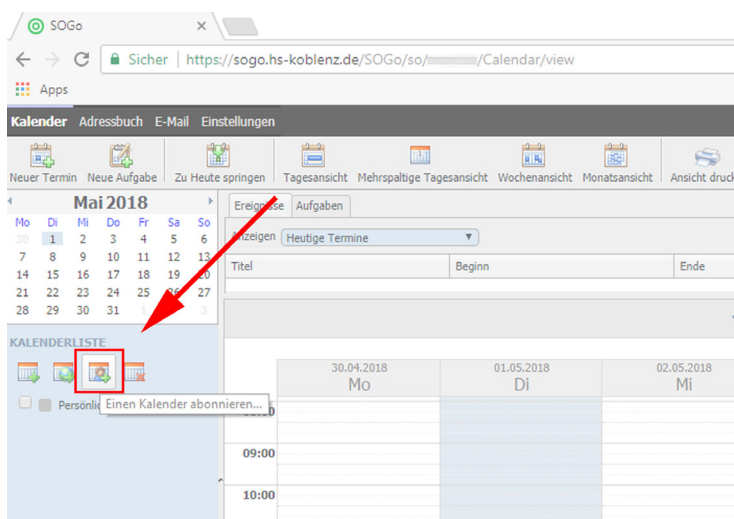 SOGo
Sicher | https://sogo.hs-koblenz.de/SOGo/so/ /Calendar/view
Apps
Kalender Adressbuch E-Mail Einstellungen
Neuer Termin Neue Aufgabe Zu Heute springen Tagesansicht Mehrspaltige Tagesansicht Wochenansicht Monatsansicht Ansicht druck
Mai 2018
Mo Di Mi Do Fr Sa So
30 1 2 3 4 5 6
7 8 9 10 11 12 13
14 15 16 17 18 19 20
21 22 23 24 25 26 27
28 29 30 31 3
Ereignisse Aufgaben
Anzeigen Heutige Termine
Titel Beginn Ende
KALENDERLISTE
Einen Kalender abonnieren...
30.04.2018 01.05.2018 02.05.2018
Mo Di Mi
09:00
10:00